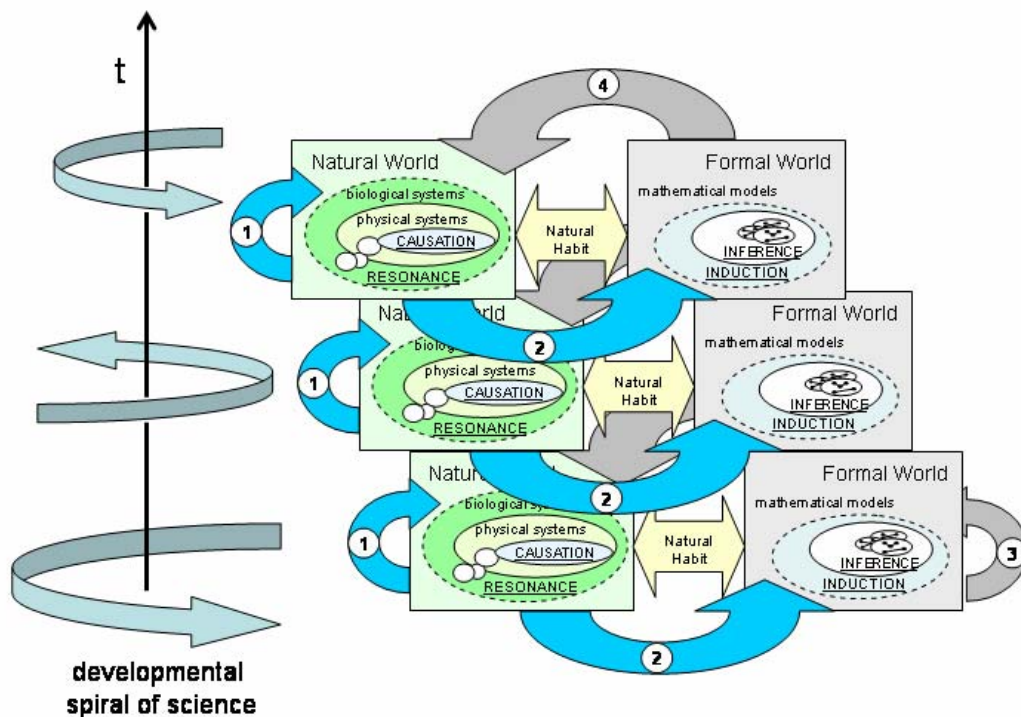 t
4
Natural World
Formal World
biological systems
mathematical models
physical systems
1
CAUSATION
Natural
Habit
INFERENCE
RESONANCE
INDUCTION
2
Formal World
mathematical models
physical systems
1
CAUSATION
Natural
Habit
INFERENCE
RESONANCE
INDUCTION
2
Formal World
mathematical models
physical systems
1
CAUSATION
Natural
Habit
INFERENCE
3
RESONANCE
INDUCTION
2
developmental
spiral of science